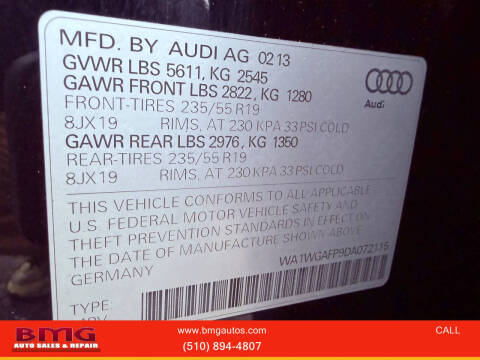 MFD. BY AUDI AG 02 13
GVWR LBS 5611, KG 2545
GAWR FRONT LBS 2822, KG 1280
FRONT-TIRES 235/55 R19
8JX19 RIMS, AT 230 KPA 33 PSI COLD
GAWR REAR LBS 2976, KG 1350
REAR-TIRES 235/55 R19
8JX19 RIMS, AT 230 KPA 33 PSI COLD
Audi
THIS VEHICLE CONFORMS TO ALL APPLICABLE
U.S. FEDERAL MOTOR VEHICLE SAFETY AND
THEFT PREVENTION STANDARDS IN EFFECT ON
THE DATE OF MANUFACTURE SHOWN ABOVE
WA1WGAFP9DA072115
TYPE:
BMG
AUTO SALES & REPAIR
www.bmgautos.com
(510) 894-4807
CALL